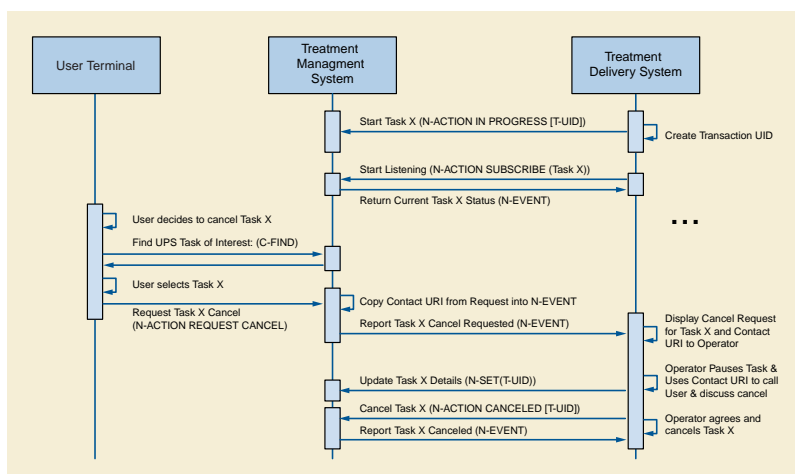 User Terminal
Treatment
Managment
System
Treatment
Delivery System
Start Task X (N-ACTION IN PROGRESS [T-UID])
Create Transaction UID
Start Listening (N-ACTION SUBSCRIBE (Task X))
Return Current Task X Status (N-EVENT)
...
User decides to cancel Task X
Find UPS Task of Interest: (C-FIND)
User selects Task X
Request Task X Cancel
(N-ACTION REQUEST CANCEL)
Copy Contact URI from Request into N-EVENT
Report Task X Cancel Requested (N-EVENT)
Display Cancel Request
for Task X and Contact
URI to Operator
Operator Pauses Task &
Uses Contact URI to call
User & discuss cancel
Update Task X Details (N-SET(T-UID))
Cancel Task X (N-ACTION CANCELED [T-UID])
Operator agrees and
cancels Task X
Report Task X Canceled (N-EVENT)